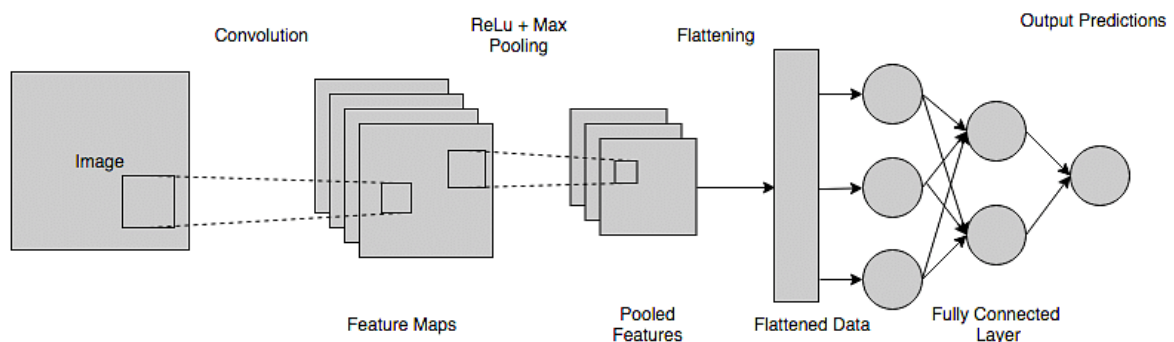 Convolution
ReLu + Max
Pooling
Flattening
Output Predictions
Image
Feature Maps
Pooled
Features
Flattened Data
Fully Connected
Layer